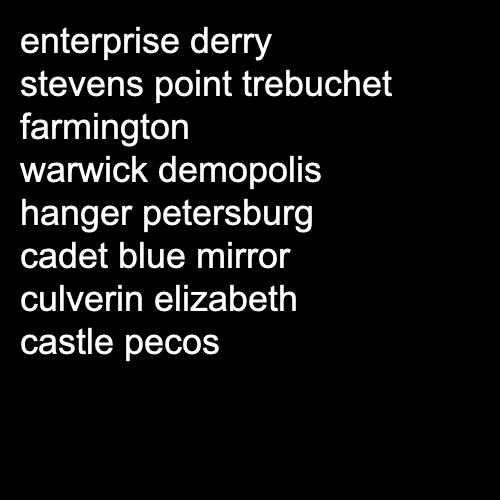 enterprise derry
stevens point trebuchet
farmington
warwick demopolis
hanger petersburg
cadet blue mirror
culverin elizabeth
castle pecos